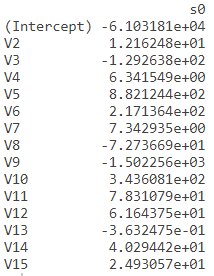 s0
(Intercept) -6.103181e+04
V2 1.216248e+01
V3 -1.292638e+02
V4 6.341549e+00
V5 8.821244e+02
V6 2.171364e+02
V7 7.342935e+00
V8 -7.273669e+01
V9 -1.502256e+03
V10 3.436081e+02
V11 7.831079e+01
V12 6.164375e+01
V13 -3.632475e-01
V14 4.029442e+01
V15 2.493057e+01